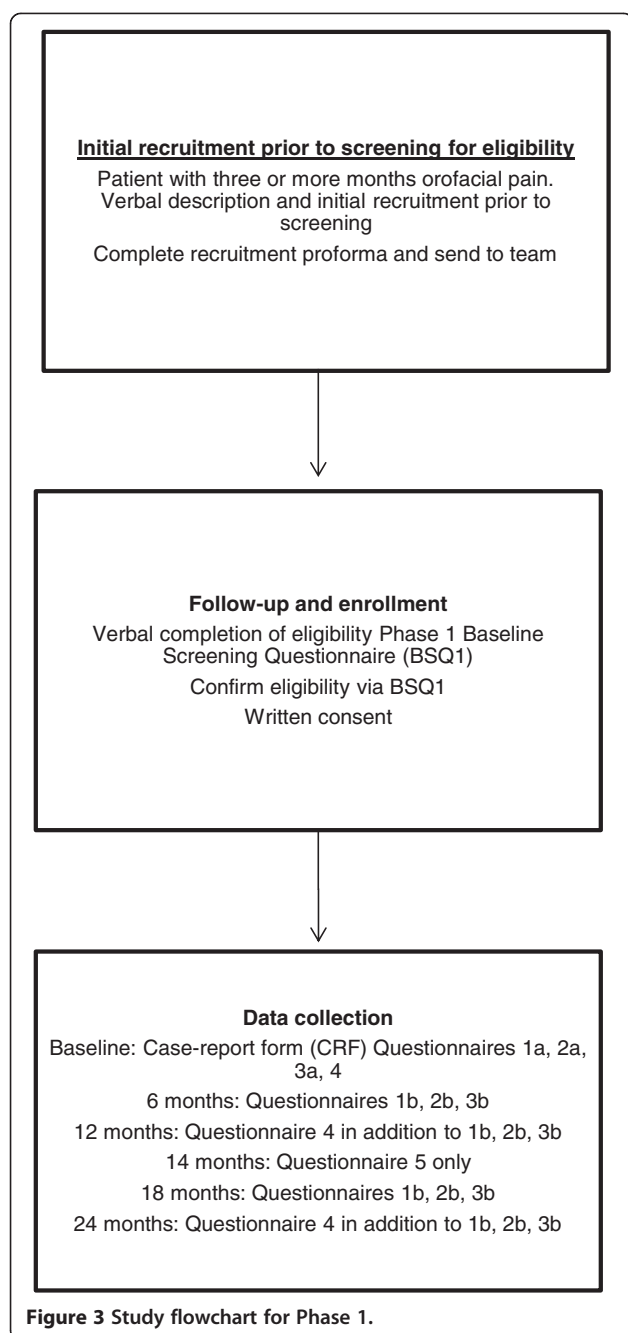 Initial recruitment prior to screening for eligibility
Patient with three or more months orofacial pain.
Verbal description and initial recruitment prior to
screening
Complete recruitment proforma and send to team
Follow-up and enrollment
Verbal completion of eligibility Phase 1 Baseline
Screening Questionnaire (BSQ1)
Confirm eligibility via BSQ1
Written consent
Data collection
Baseline: Case-report form (CRF) Questionnaires 1a, 2a,
3a, 4
6 months: Questionnaires 1b, 2b, 3b
12 months: Questionnaire 4 in addition to 1b, 2b, 3b
14 months: Questionnaire 5 only
18 months: Questionnaires 1b, 2b, 3b
24 months: Questionnaire 4 in addition to 1b, 2b, 3b
Figure 3 Study flowchart for Phase 1.